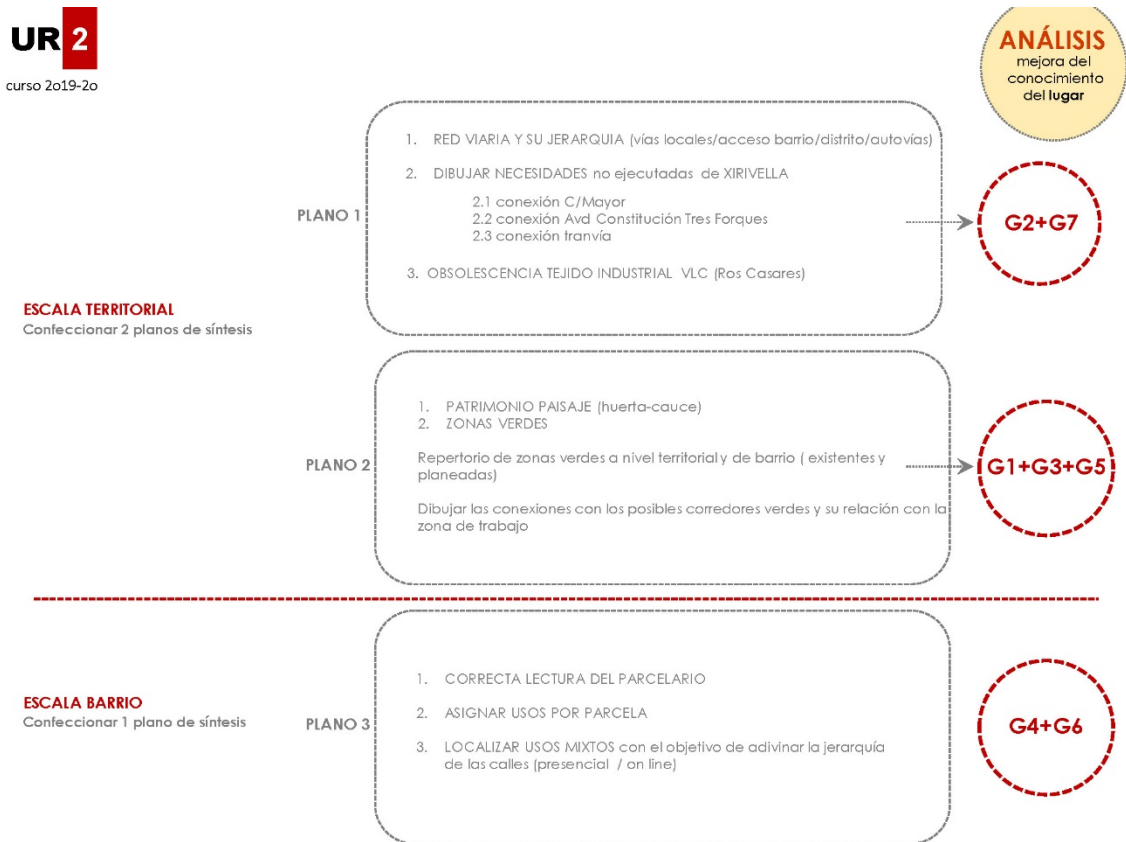 UR 2
curso 2o19-2o
ANÁLISIS
mejora del
conocimiento
del lugar
ESCALA TERRITORIAL
Confeccionar 2 planos de síntesis
PLANO 1
1. RED VIARIA Y SU JERARQUIA (vías locales/acceso barrio/distrito/autovías)
2. DIBUJAR NECESIDADES no ejecutadas de XIRIVELLA
2.1 conexión C/Mayor
2.2 conexión Avd Constitución Tres Forques
2.3 conexión tranvía
3. OBSOLESCENCIA TEJIDO INDUSTRIAL VLC (Ros Casares)
G2+G7
PLANO 2
1. PATRIMONIO PAISAJE (huerta-cauce)
2. ZONAS VERDES
Repertorio de zonas verdes a nivel territorial y de barrio ( existentes y
planeadas)
Dibujar las conexiones con los posibles corredores verdes y su relación con la
zona de trabajo
G1+G3+G5
ESCALA BARRIO
Confeccionar 1 plano de síntesis
PLANO 3
1. CORRECTA LECTURA DEL PARCELARIO
2. ASIGNAR USOS POR PARCELA
3. LOCALIZAR USOS MIXTOS con el objetivo de adivinar la jerarquía
de las calles (presencial / on line)
G4+G6